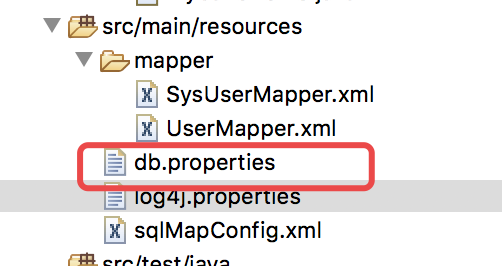 src/main/resources
mapper
SysUserMapper.xml
UserMapper.xml
db.properties
log4j.properties
sqlMapConfig.xml
src/test/java